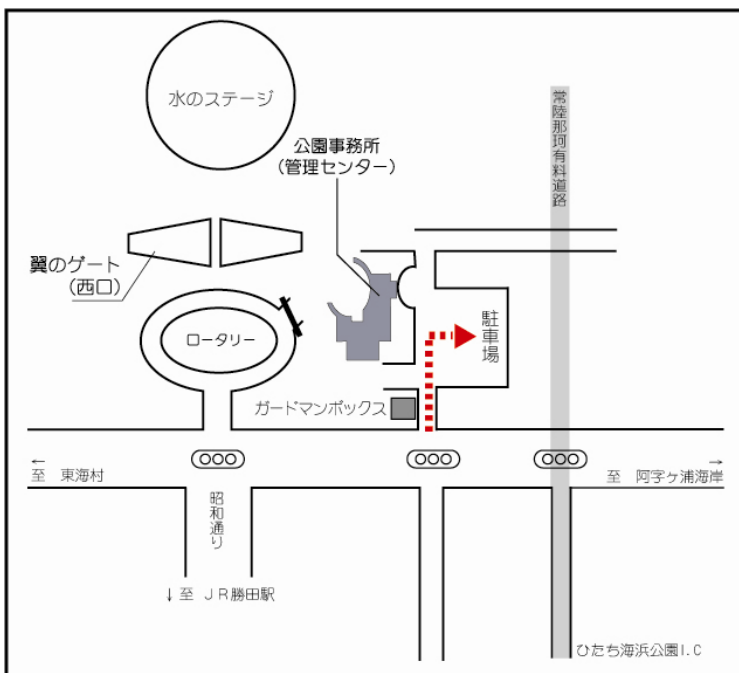 水のステージ
公園事務所
（管理センター）
常陸那珂有料道路
翼のゲート
（西口）
ロータリー
駐車場
ガードマンボックス
←
至 東海村
→
至 阿字ヶ浦海岸
昭和通り
↓至 ＪＲ勝田駅
ひたち海浜公園I.C